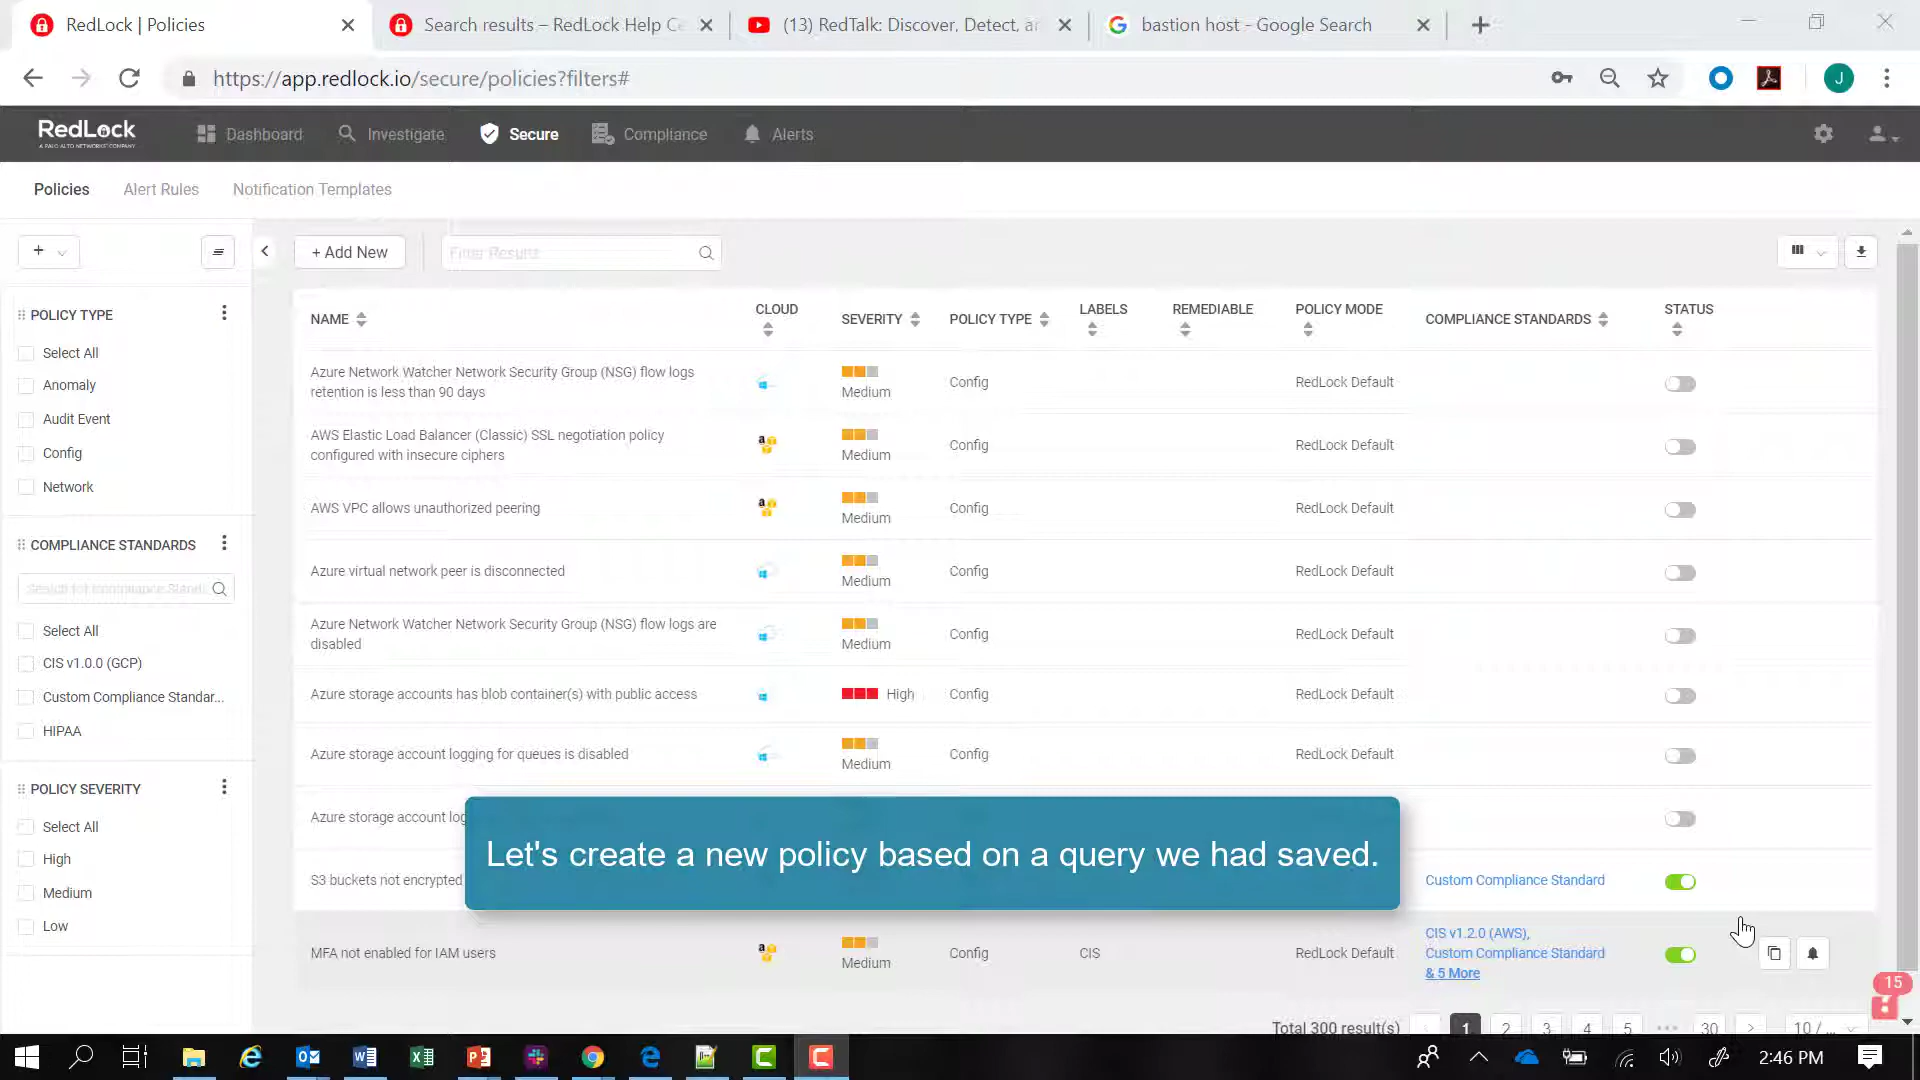 RedLock | Policies
Search results – RedLock Help Ce
(13) RedTalk: Discover, Detect, a
bastion host - Google Search
https://app.redlock.io/secure/policies?filters#
J
RedLock
A PALO ALTO NETWORKS COMPANY
Dashboard
Investigate
Secure
Compliance
Alerts
Policies
Alert Rules
Notification Templates
+ Add New
Filter Results
POLICY TYPE
Select All
Anomaly
Audit Event
Config
Network
COMPLIANCE STANDARDS
Search for Compliance Stand
Select All
CIS v1.0.0 (GCP)
Custom Compliance Standar...
HIPAA
POLICY SEVERITY
Select All
High
Medium
Low
NAME
CLOUD
SEVERITY
POLICY TYPE
LABELS
REMEDIABLE
POLICY MODE
COMPLIANCE STANDARDS
STATUS
Azure Network Watcher Network Security Group (NSG) flow logs
retention is less than 90 days
Medium
Config
RedLock Default
AWS Elastic Load Balancer (Classic) SSL negotiation policy
configured with insecure ciphers
Medium
Config
RedLock Default
AWS VPC allows unauthorized peering
Medium
Config
RedLock Default
Azure virtual network peer is disconnected
Medium
Config
RedLock Default
Azure Network Watcher Network Security Group (NSG) flow logs are
disabled
Medium
Config
RedLock Default
Azure storage accounts has blob container(s) with public access
High
Config
RedLock Default
Azure storage account logging for queues is disabled
Medium
Config
RedLock Default
Azure storage account log
S3 buckets not encrypted
Custom Compliance Standard
Let's create a new policy based on a query we had saved.
MFA not enabled for IAM users
Medium
Config
CIS
RedLock Default
CIS v1.2.0 (AWS),
Custom Compliance Standard
& 5 More
15
Total 300 result(s)
1
2
3
4
5
•••
30
10 / ...
2:46 PM